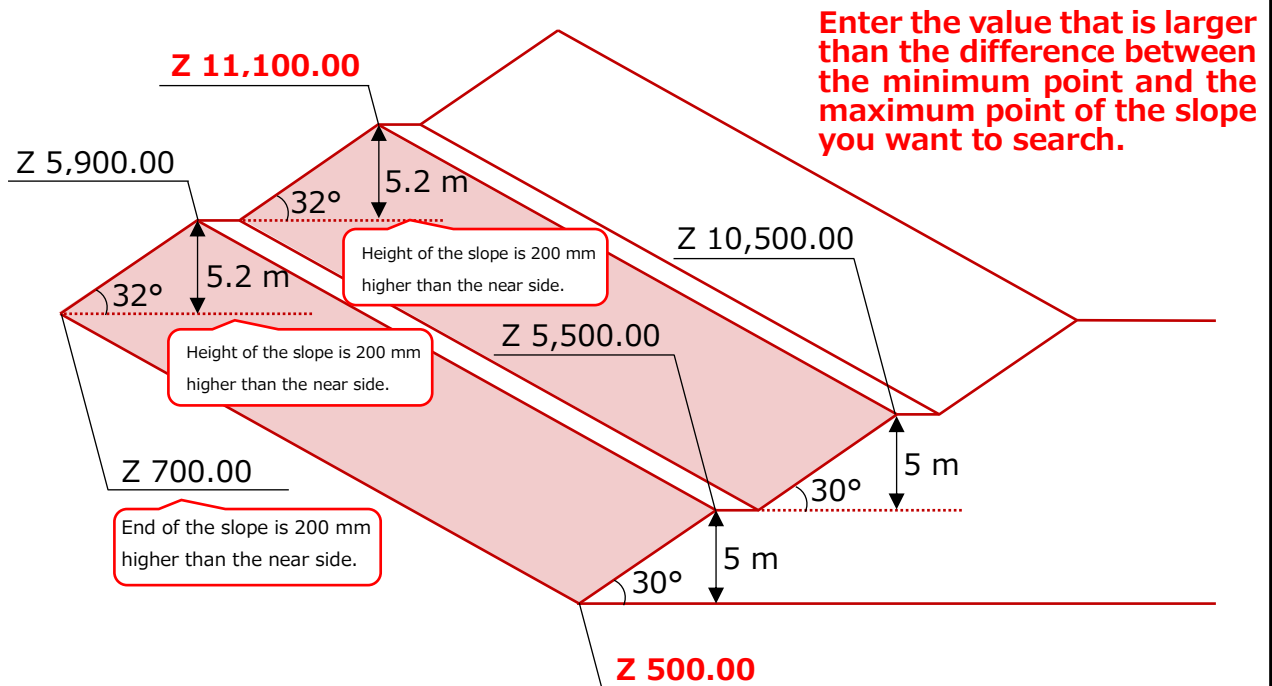 Enter the value that is larger
than the difference between
the minimum point and the
maximum point of the slope
you want to search.
Z 11,100.00
Z 5,900.00
5.2 m
32°
Z 10,500.00
Height of the slope is 200 mm
higher than the near side.
5.2 m
32°
Z 5,500.00
Height of the slope is 200 mm
higher than the near side.
Z 700.00
5 m
30°
End of the slope is 200 mm
higher than the near side.
5 m
30°
Z 500.00